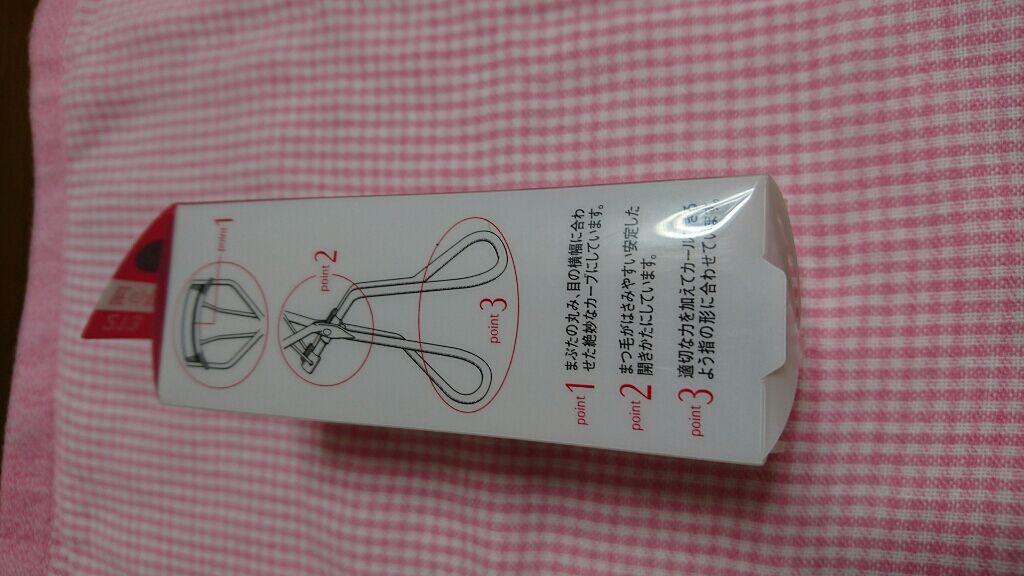 point 1
point 2
point 3
point 1 まぶたの丸み、目の横幅に合わ
せた絶妙なカーブにしています。
point 2 まつ毛がはさみやすい安定した
開きかたにしています。
point 3 適切な力を加えてカール
よう指の形に合わせてい